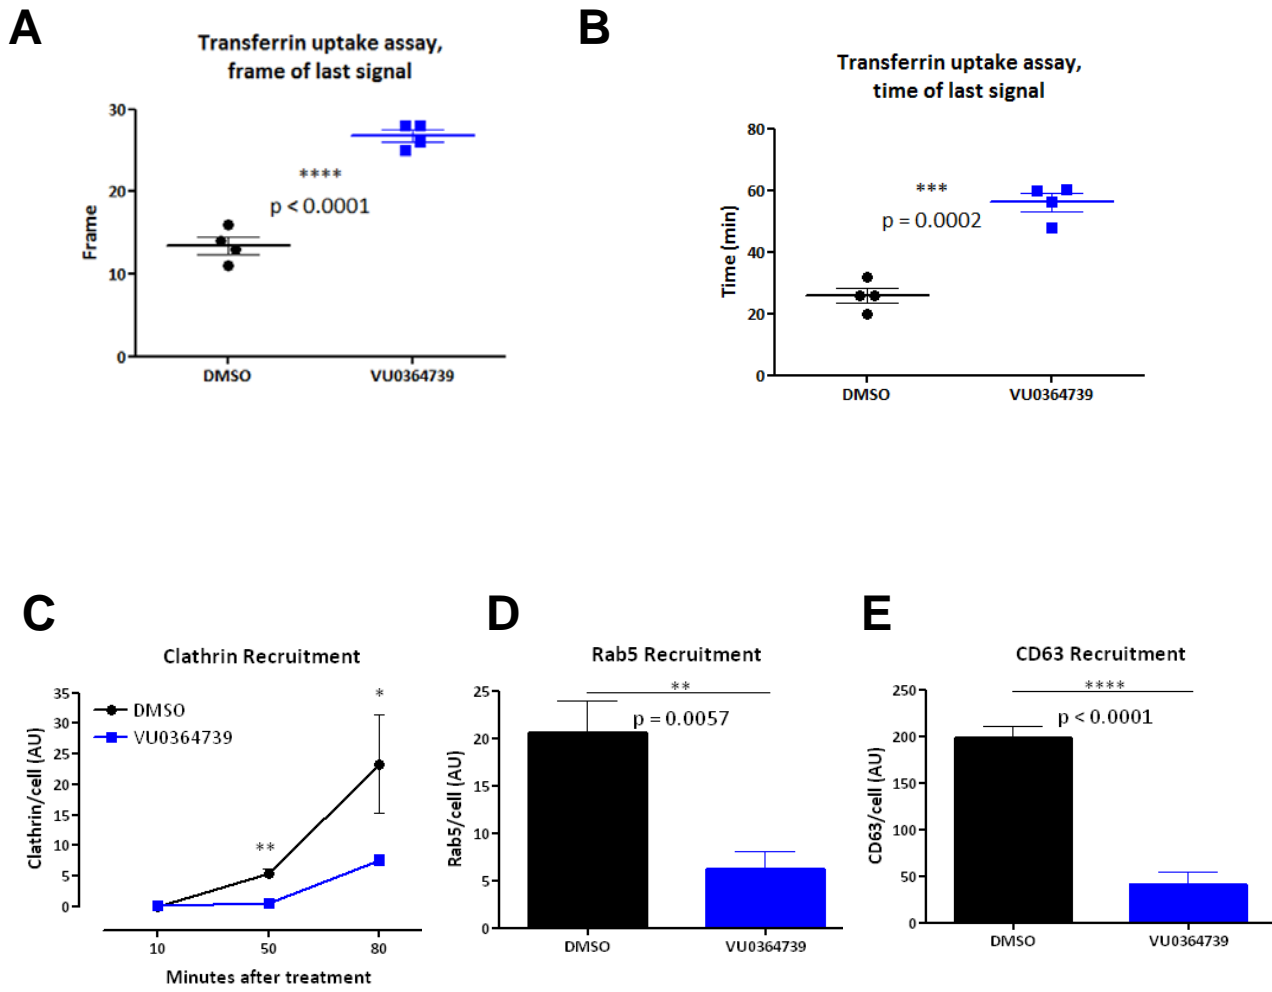 A
Transferrin uptake assay,
frame of last signal
30
20
10
0
Frame
****
p < 0.0001
DMSO
VU0364739
B
Transferrin uptake assay,
time of last signal
80
60
40
20
0
Time (min)
***
p = 0.0002
DMSO
VU0364739
C
Clathrin Recruitment
35
30
25
20
15
10
5
0
Clathrin/cell (AU)
DMSO
VU0364739
**
*
10
50
80
Minutes after treatment
D
Rab5 Recruitment
25
20
15
10
5
0
Rab5/cell (AU)
**
p = 0.0057
DMSO
VU0364739
E
CD63 Recruitment
250
200
150
100
50
0
CD63/cell (AU)
****
p < 0.0001
DMSO
VU0364739